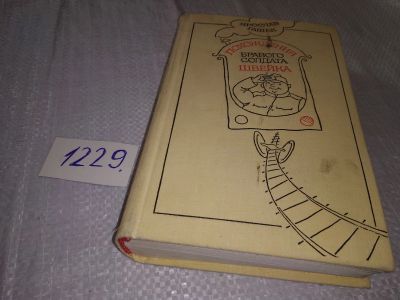 ЯРОСЛАВ
ГАШЕК
ПОХОЖДЕНИЯ
БРАВОГО
СОЛДАТА
ШВЕЙКА
1229.